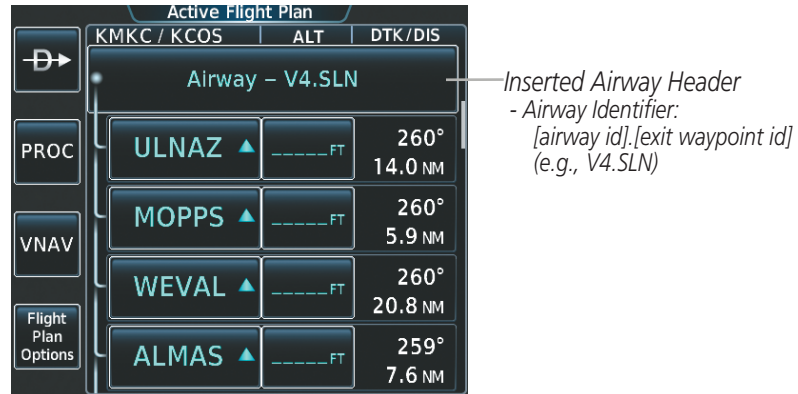 Active Flight Plan
KMKC / KCOS ALT DTK/DIS
Airway – V4.SLN
Inserted Airway Header
- Airway Identifier:
[airway id].[exit waypoint id]
(e.g., V4.SLN)
D
PROC
VNAV
Flight
Plan
Options
ULNAZ _____FT 260°
14.0 NM
MOPPS _____FT 260°
5.9 NM
WEVAL _____FT 260°
20.8 NM
ALMAS _____FT 259°
7.6 NM